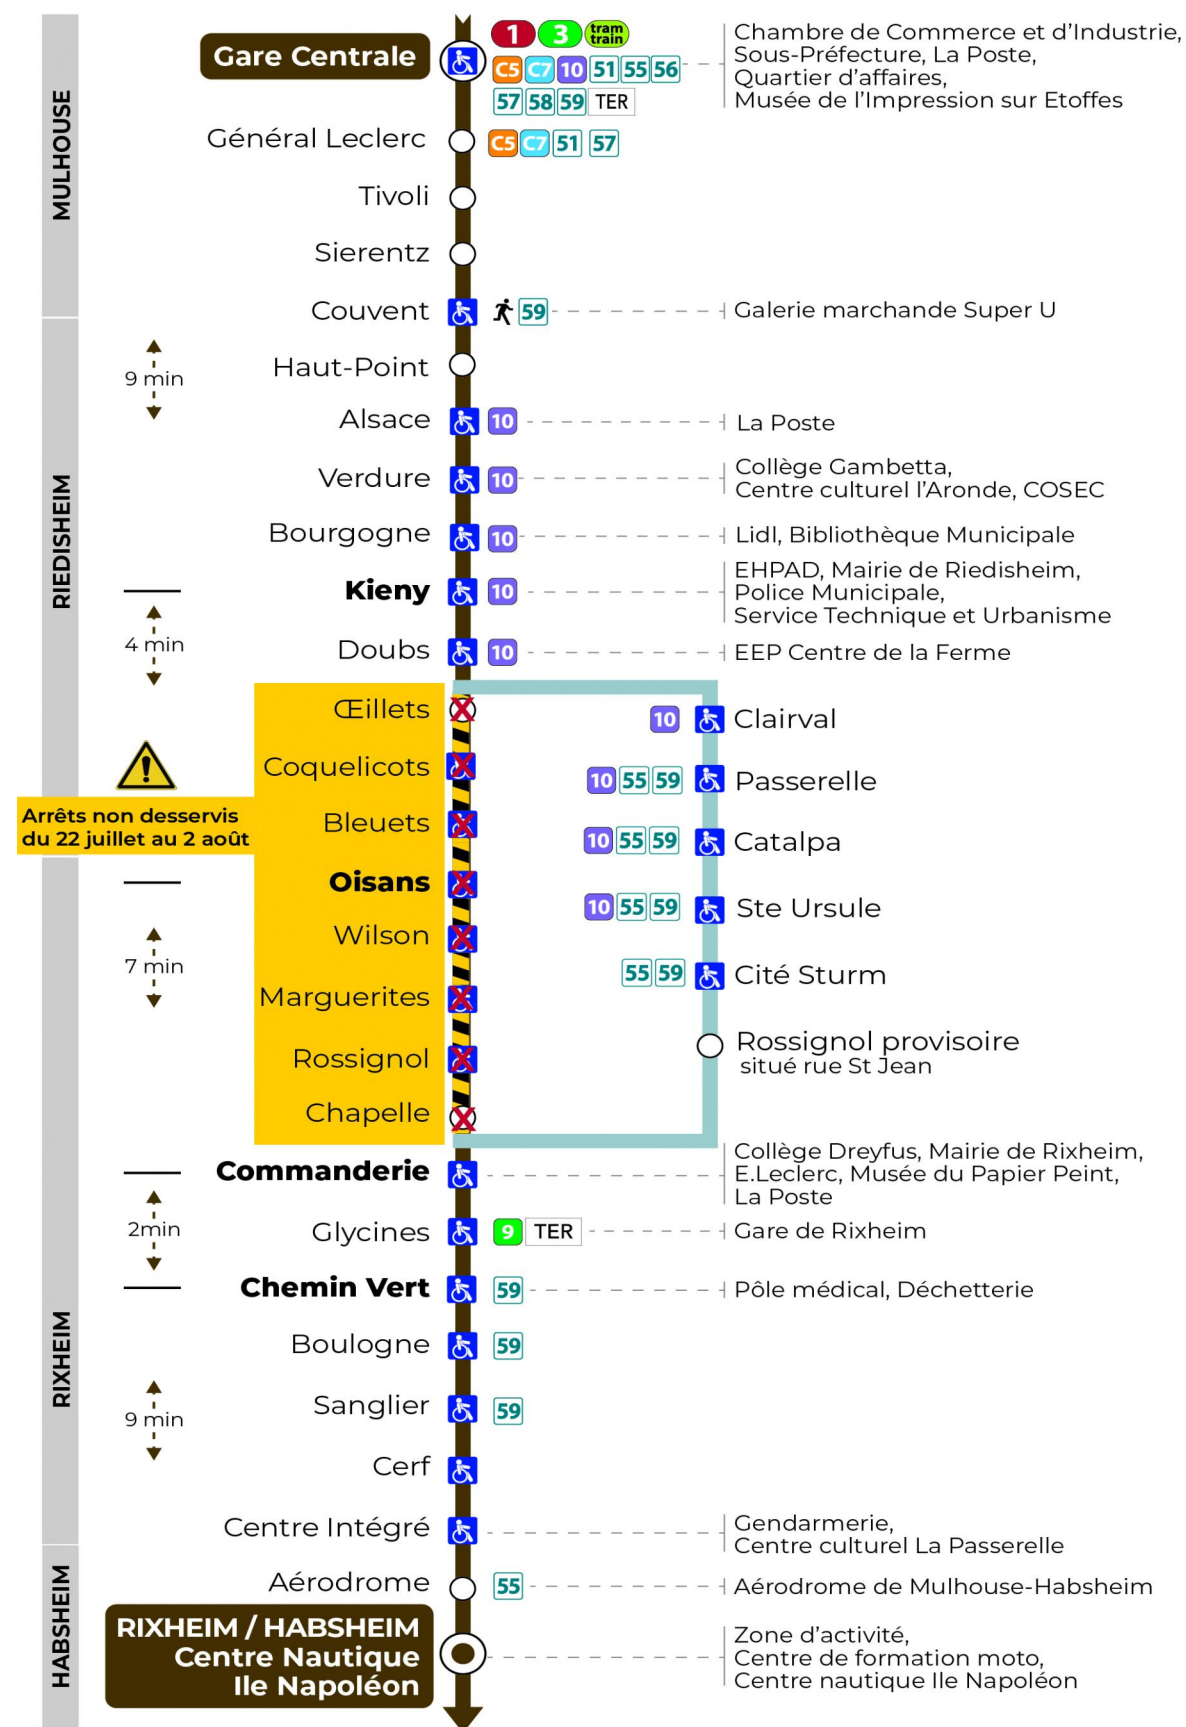 MULHOUSE
Gare Centrale
1 3 tram train
C5 C7 10 51 55 56
57 58 59 TER
Chambre de Commerce et d'Industrie,
Sous-Préfecture, La Poste,
Quartier d'affaires,
Musée de l'Impression sur Etoffes
Général Leclerc
C5 C7 51 57
Tivoli
Sierentz
Couvent
59
Galerie marchande Super U
RIEDISHEIM
9 min
Haut-Point
Alsace
10
La Poste
Verdure
10
Collège Gambetta,
Centre culturel l'Aronde, COSEC
Bourgogne
10
Lidl, Bibliothèque Municipale
Kieny
10
EHPAD, Mairie de Riedisheim,
Police Municipale,
Service Technique et Urbanisme
4 min
Doubs
10
EEP Centre de la Ferme
Œillets
10
Clairval
Coquelicots
10 55 59
Passerelle
Arrêts non desservis
du 22 juillet au 2 août
Bleuets
10 55 59
Catalpa
RIXHEIM
Oisans
10 55 59
Ste Ursule
7 min
Wilson
55 59
Cité Sturm
Marguerites
Rossignol
Rossignol provisoire
situé rue St Jean
Chapelle
Commanderie
Collège Dreyfus, Mairie de Rixheim,
E.Leclerc, Musée du Papier Peint,
La Poste
2min
Glycines
9 TER
Gare de Rixheim
Chemin Vert
59
Pôle médical, Déchetterie
Boulogne
59
9 min
Sanglier
59
Cerf
Centre Intégré
Gendarmerie,
Centre culturel La Passerelle
HABSHEIM
Aérodrome
55
Aérodrome de Mulhouse-Habsheim
RIXHEIM / HABSHEIM
Centre Nautique
Ile Napoléon
Zone d'activité,
Centre de formation moto,
Centre nautique Ile Napoléon